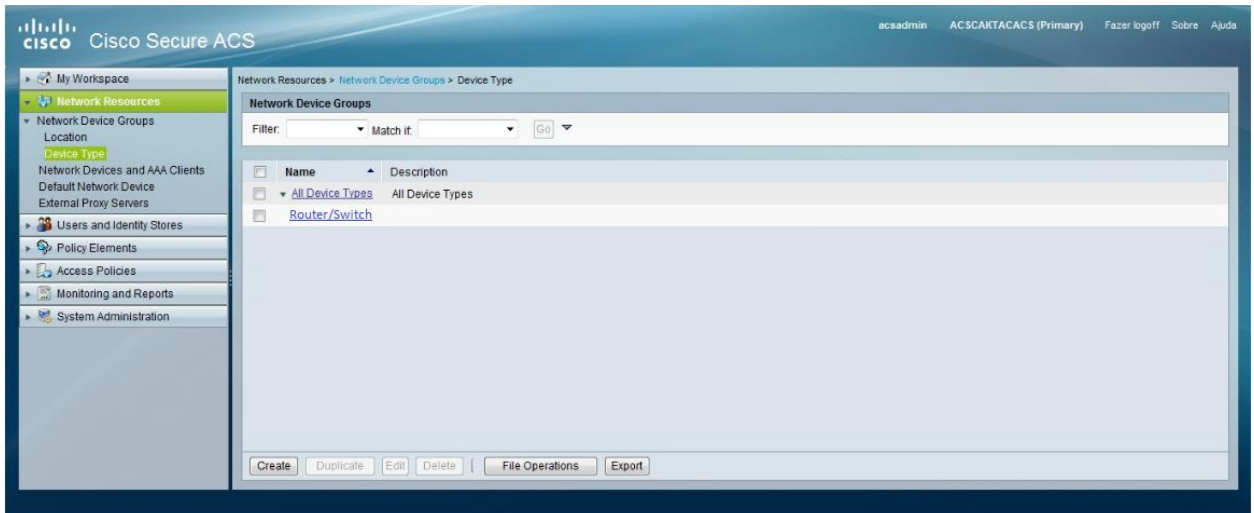 CISCO Cisco Secure ACS
acsadmin ACSCAKTACACS (Primary) Fazer logoff Sobre Ajuda
My Workspace
Network Resources
Network Device Groups
Location
Device Type
Network Devices and AAA Clients
Default Network Device
External Proxy Servers
Users and Identity Stores
Policy Elements
Access Policies
Monitoring and Reports
System Administration
Network Resources > Network Device Groups > Device Type
Network Device Groups
Filter: Match if: Go
Name Description
All Device Types All Device Types
Router/Switch
Create Duplicate Edit Delete | File Operations Export